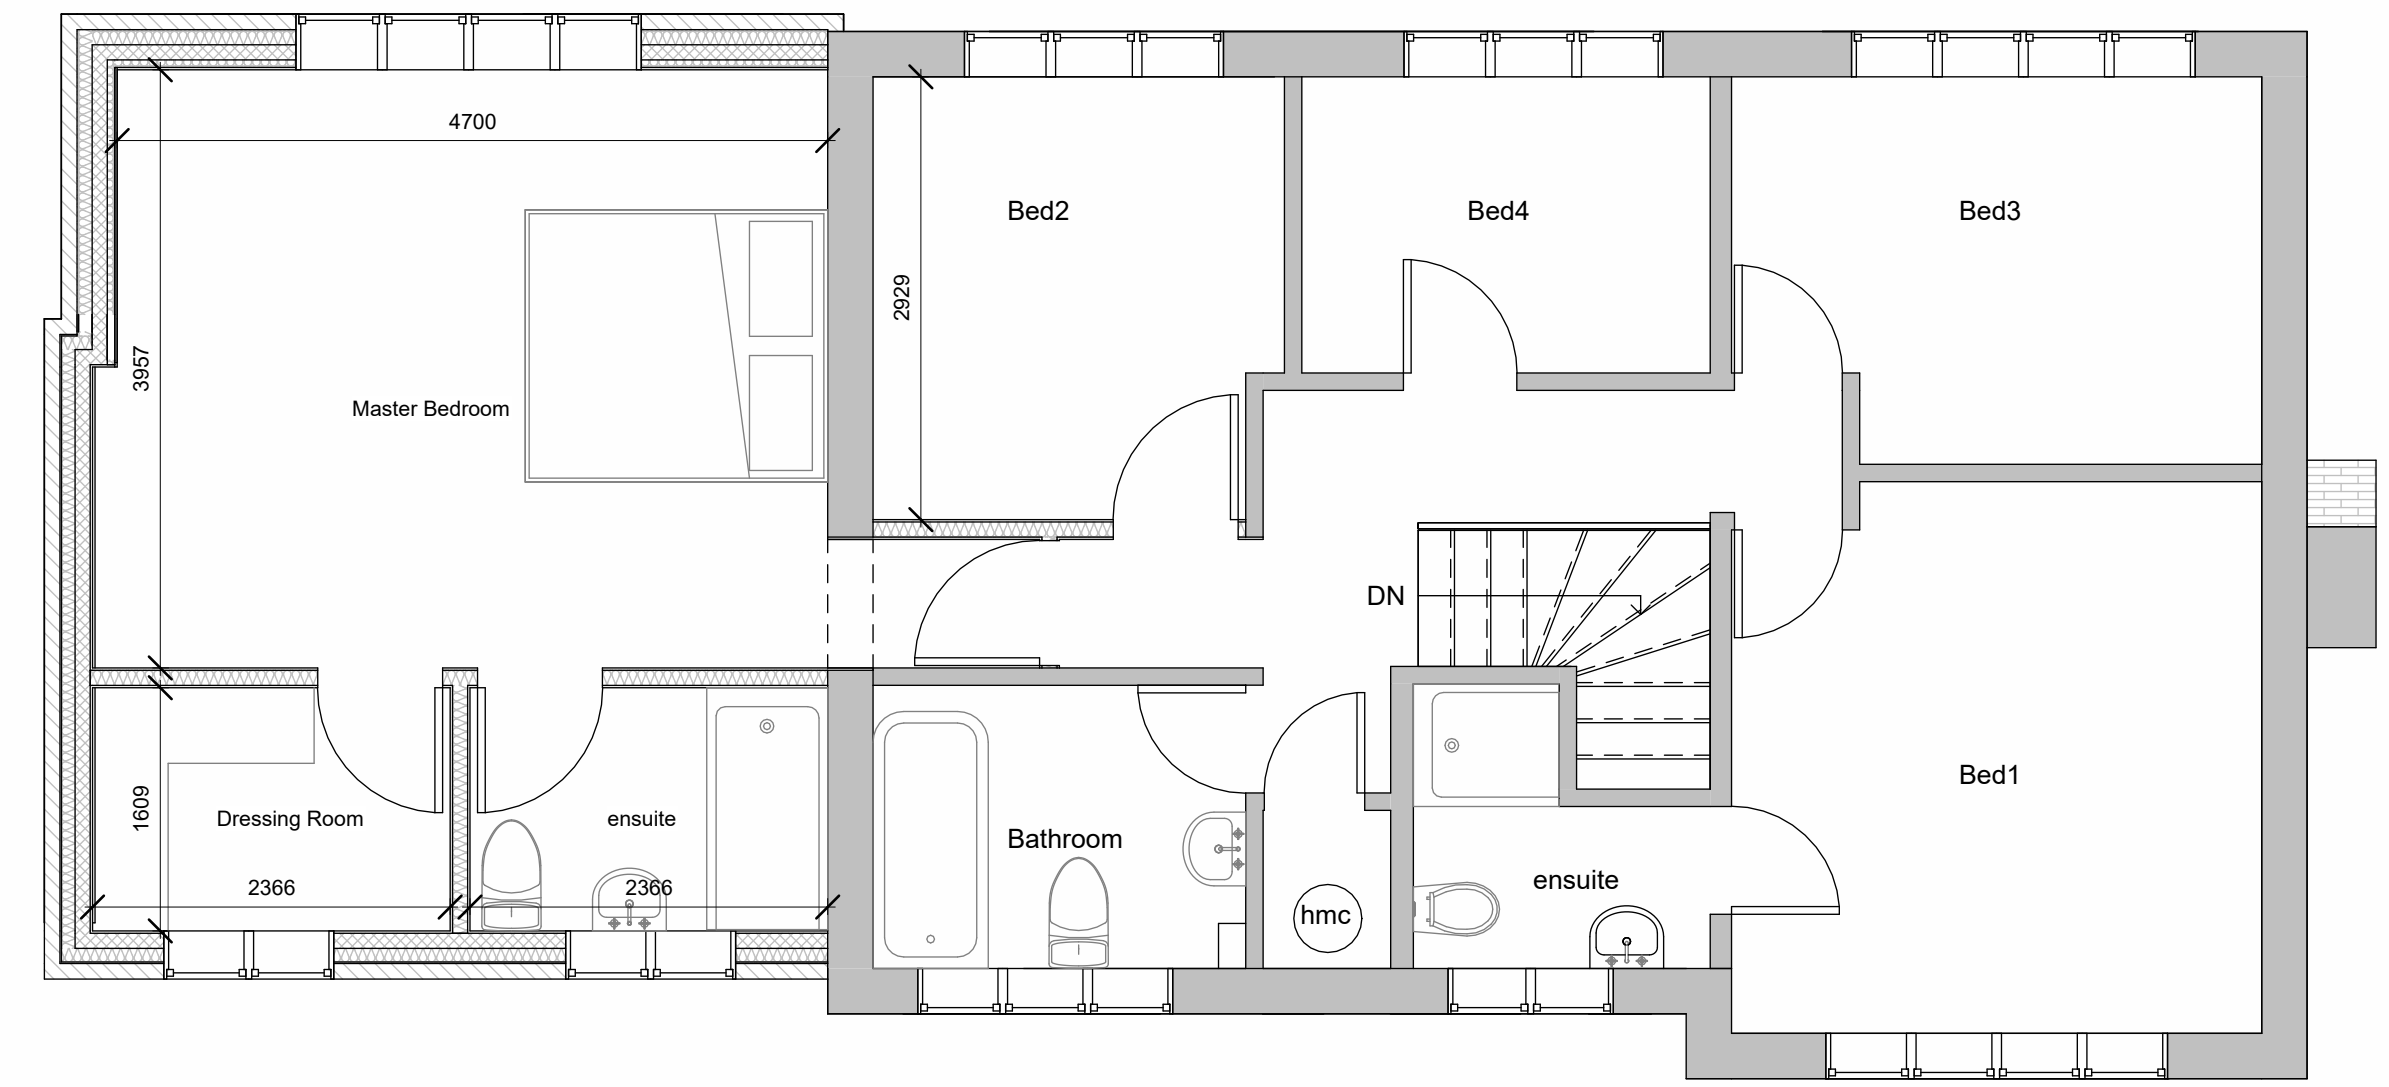 4700
Bed2
Bed4
Bed3
2929
3957
Master Bedroom
DN
Bed1
1609
Dressing Room
ensuite
Bathroom
2366
2366
ensuite
hmc